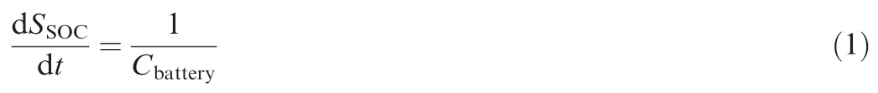 dS_SOC/dt = 1/C_battery (1)